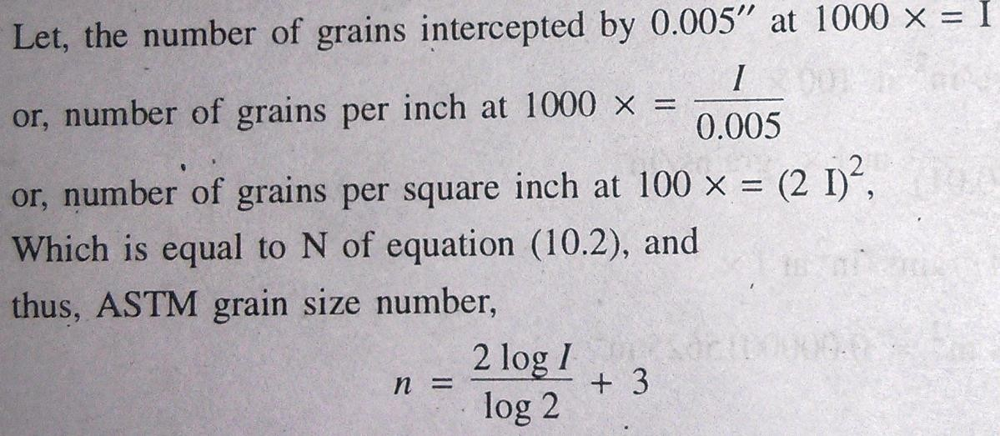 Let, the number of grains intercepted by 0.005″ at 1000 × = I
or, number of grains per inch at 1000 × = I / 0.005
or, number of grains per square inch at 100 × = (2 I)²,
Which is equal to N of equation (10.2), and
thus, ASTM grain size number,
n = 2 log I / log 2 + 3